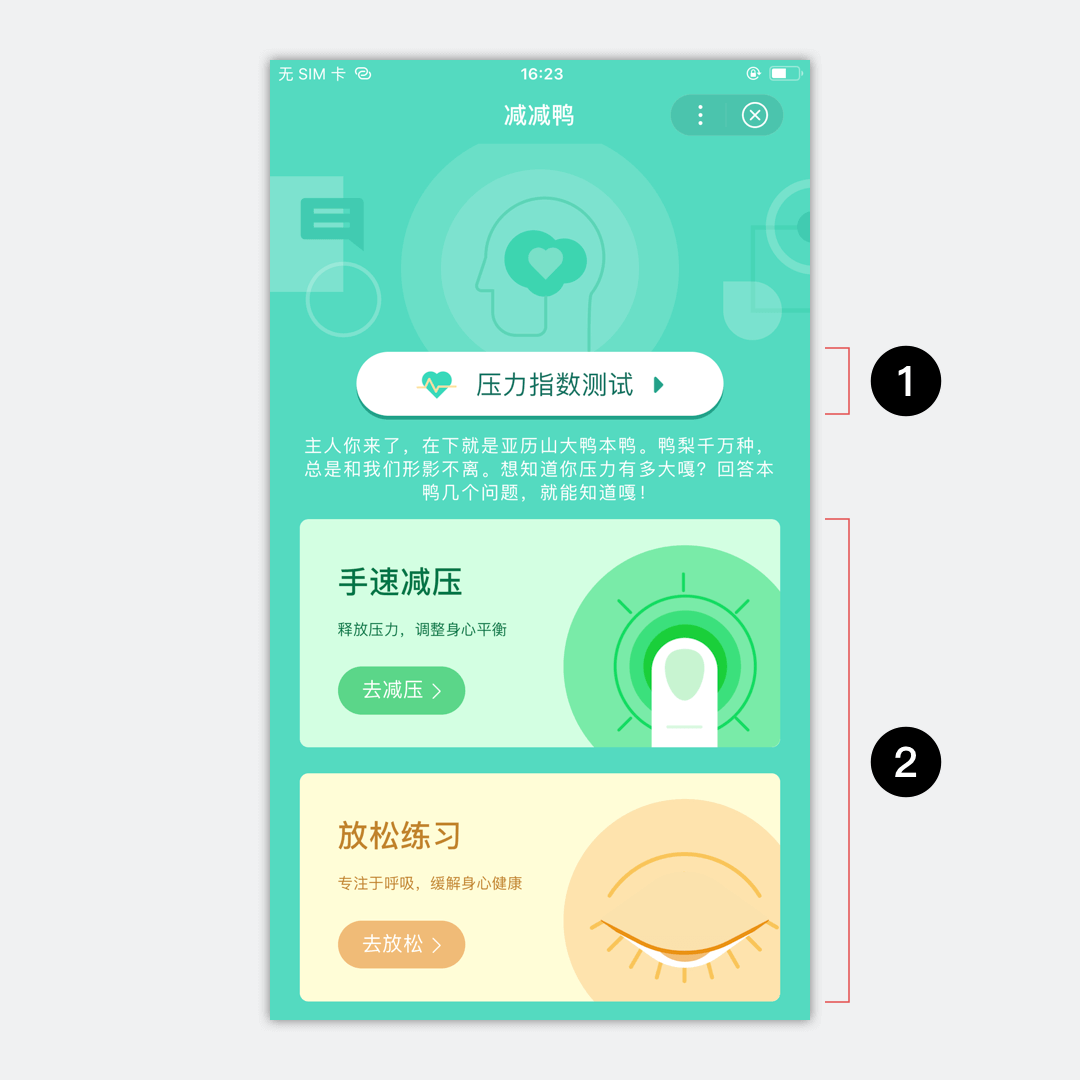 无 SIM 卡
16:23
减减鸭
压力指数测试
主人你来了，在下就是亚历山大鸭本鸭。鸭梨千万种，
总是和我们形影不离。想知道你压力有多大嘎？回答本
鸭几个问题，就能知道嘎！
手速减压
释放压力，调整身心平衡
去减压
放松练习
专注于呼吸，缓解身心健康
去放松
1
2